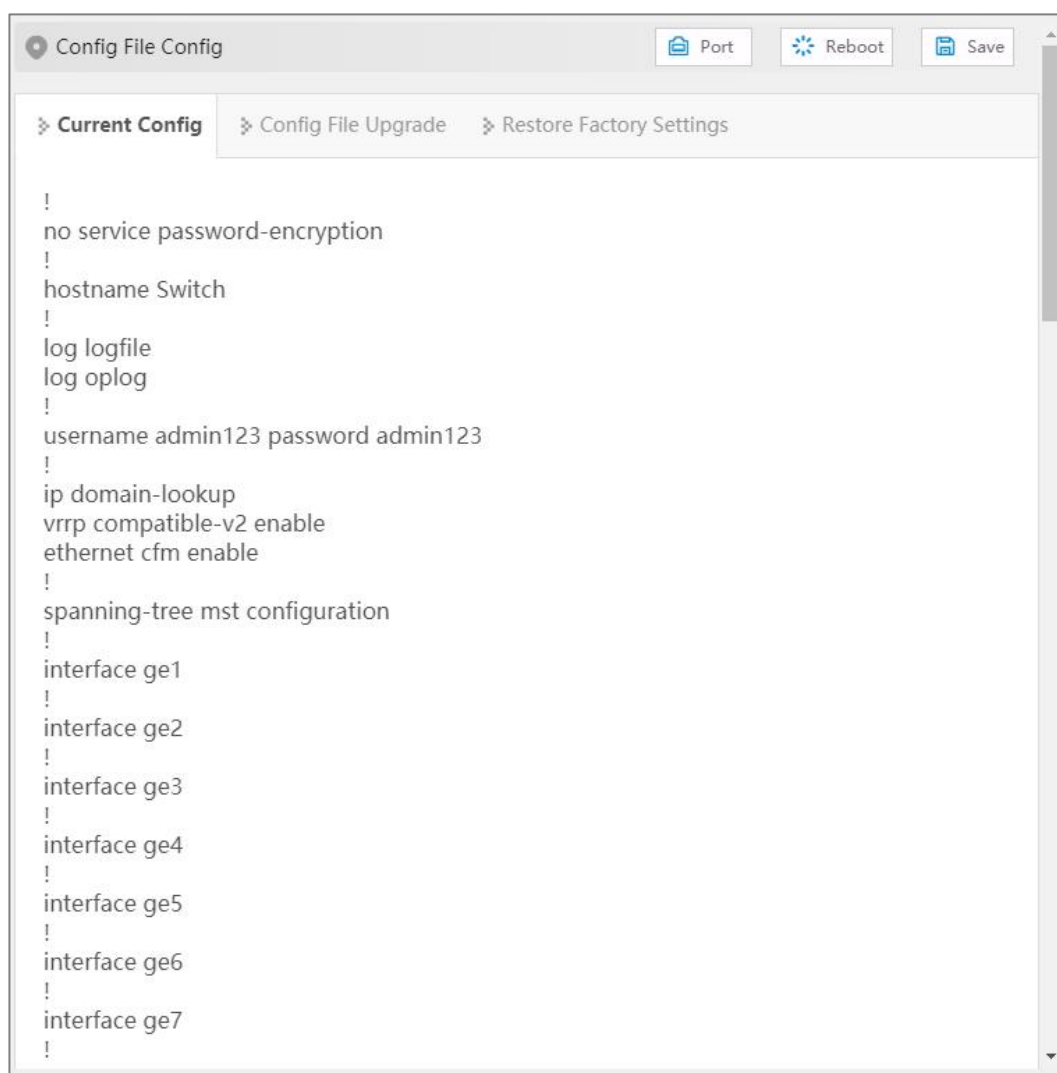 Config File Config
Port
Reboot
Save
Current Config
Config File Upgrade
Restore Factory Settings
!
no service password-encryption
!
hostname Switch
!
log logfile
log oplog
!
username admin123 password admin123
!
ip domain-lookup
vrrp compatible-v2 enable
ethernet cfm enable
!
spanning-tree mst configuration
!
interface ge1
!
interface ge2
!
interface ge3
!
interface ge4
!
interface ge5
!
interface ge6
!
interface ge7
!